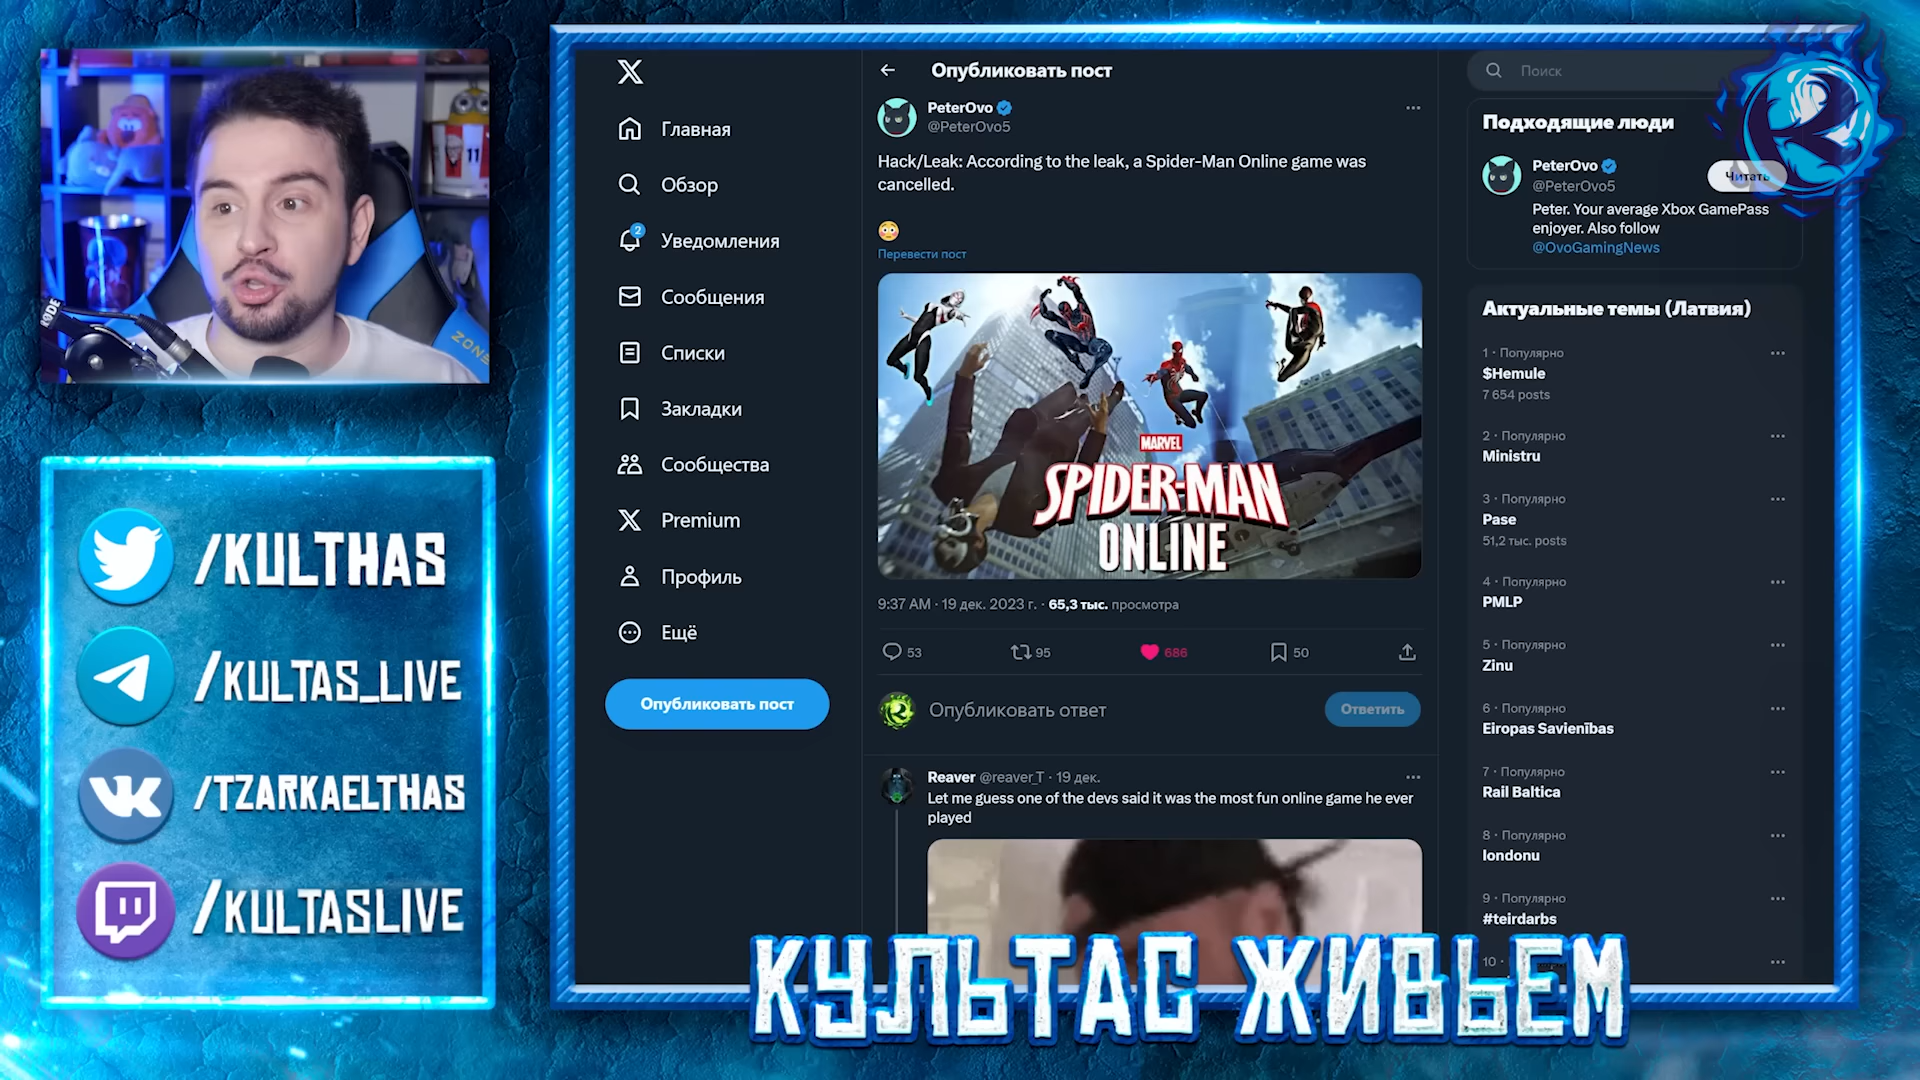 RODE
ZONE
11
/KULTHAS
/KULTAS_LIVE
/TZARKAELTHAS
/KULTASLIVE
Главная
Обзор
2
Уведомления
Сообщения
Списки
Закладки
Сообщества
Premium
Профиль
Ещё
Опубликовать пост
Опубликовать пост
PeterOvo
@PeterOvo5
Hack/Leak: According to the leak, a Spider-Man Online game was
cancelled.
Перевести пост
MARVEL
SPIDER-MAN
ONLINE
9:37 AM · 19 дек. 2023 г. · 65,3 тыс. просмотра
53
95
686
50
Опубликовать ответ
Ответить
Reaver @reaver_T · 19 дек.
Let me guess one of the devs said it was the most fun online game he ever
played
Поиск
Подходящие люди
PeterOvo
@PeterOvo5
Читать
Peter. Your average Xbox GamePass
enjoyer. Also follow
@OvoGamingNews
Актуальные темы (Латвия)
1 · Популярно
$Hemule
7 654 posts
2 · Популярно
Ministru
3 · Популярно
Pase
51,2 тыс. posts
4 · Популярно
PMLP
5 · Популярно
Zinu
6 · Популярно
Eiropas Savienības
7 · Популярно
Rail Baltica
8 · Популярно
londonu
9 · Популярно
#teirdarbs
10 ·
КУЛЬТАС ЖИВЬЕМ